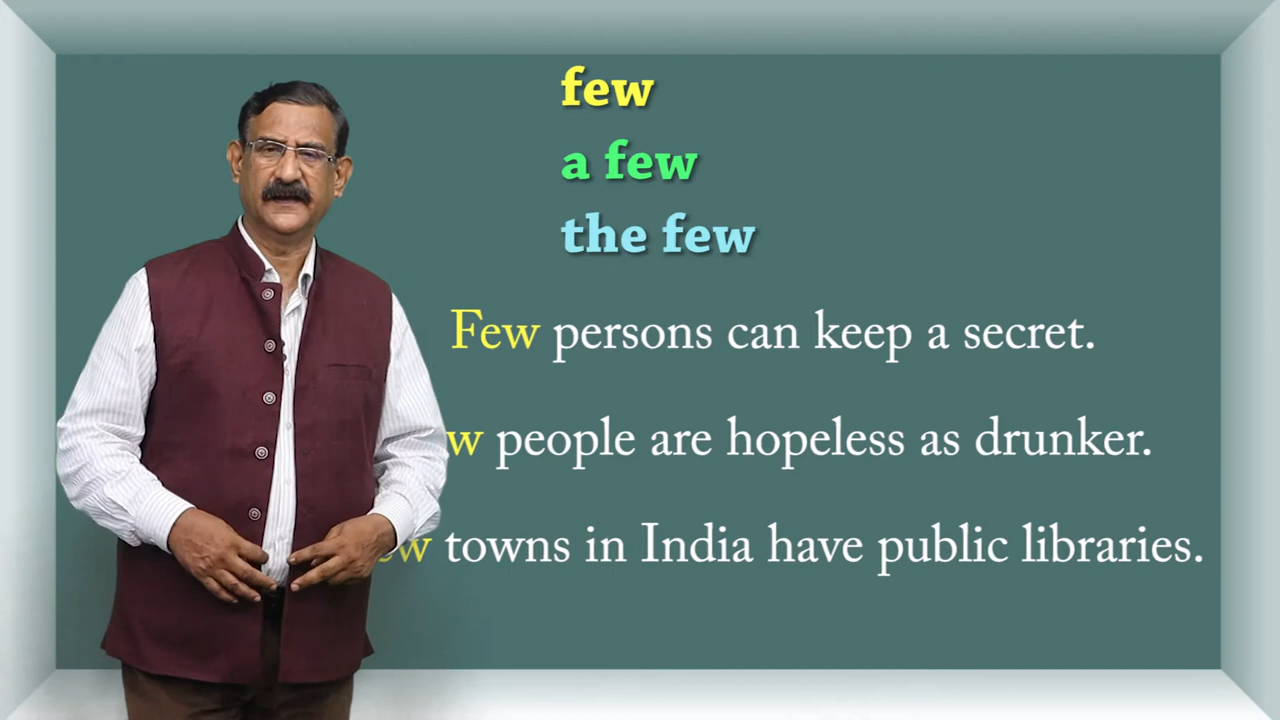 few
a few
the few
Few persons can keep a secret.
people are hopeless as drunker.
towns in India have public libraries.